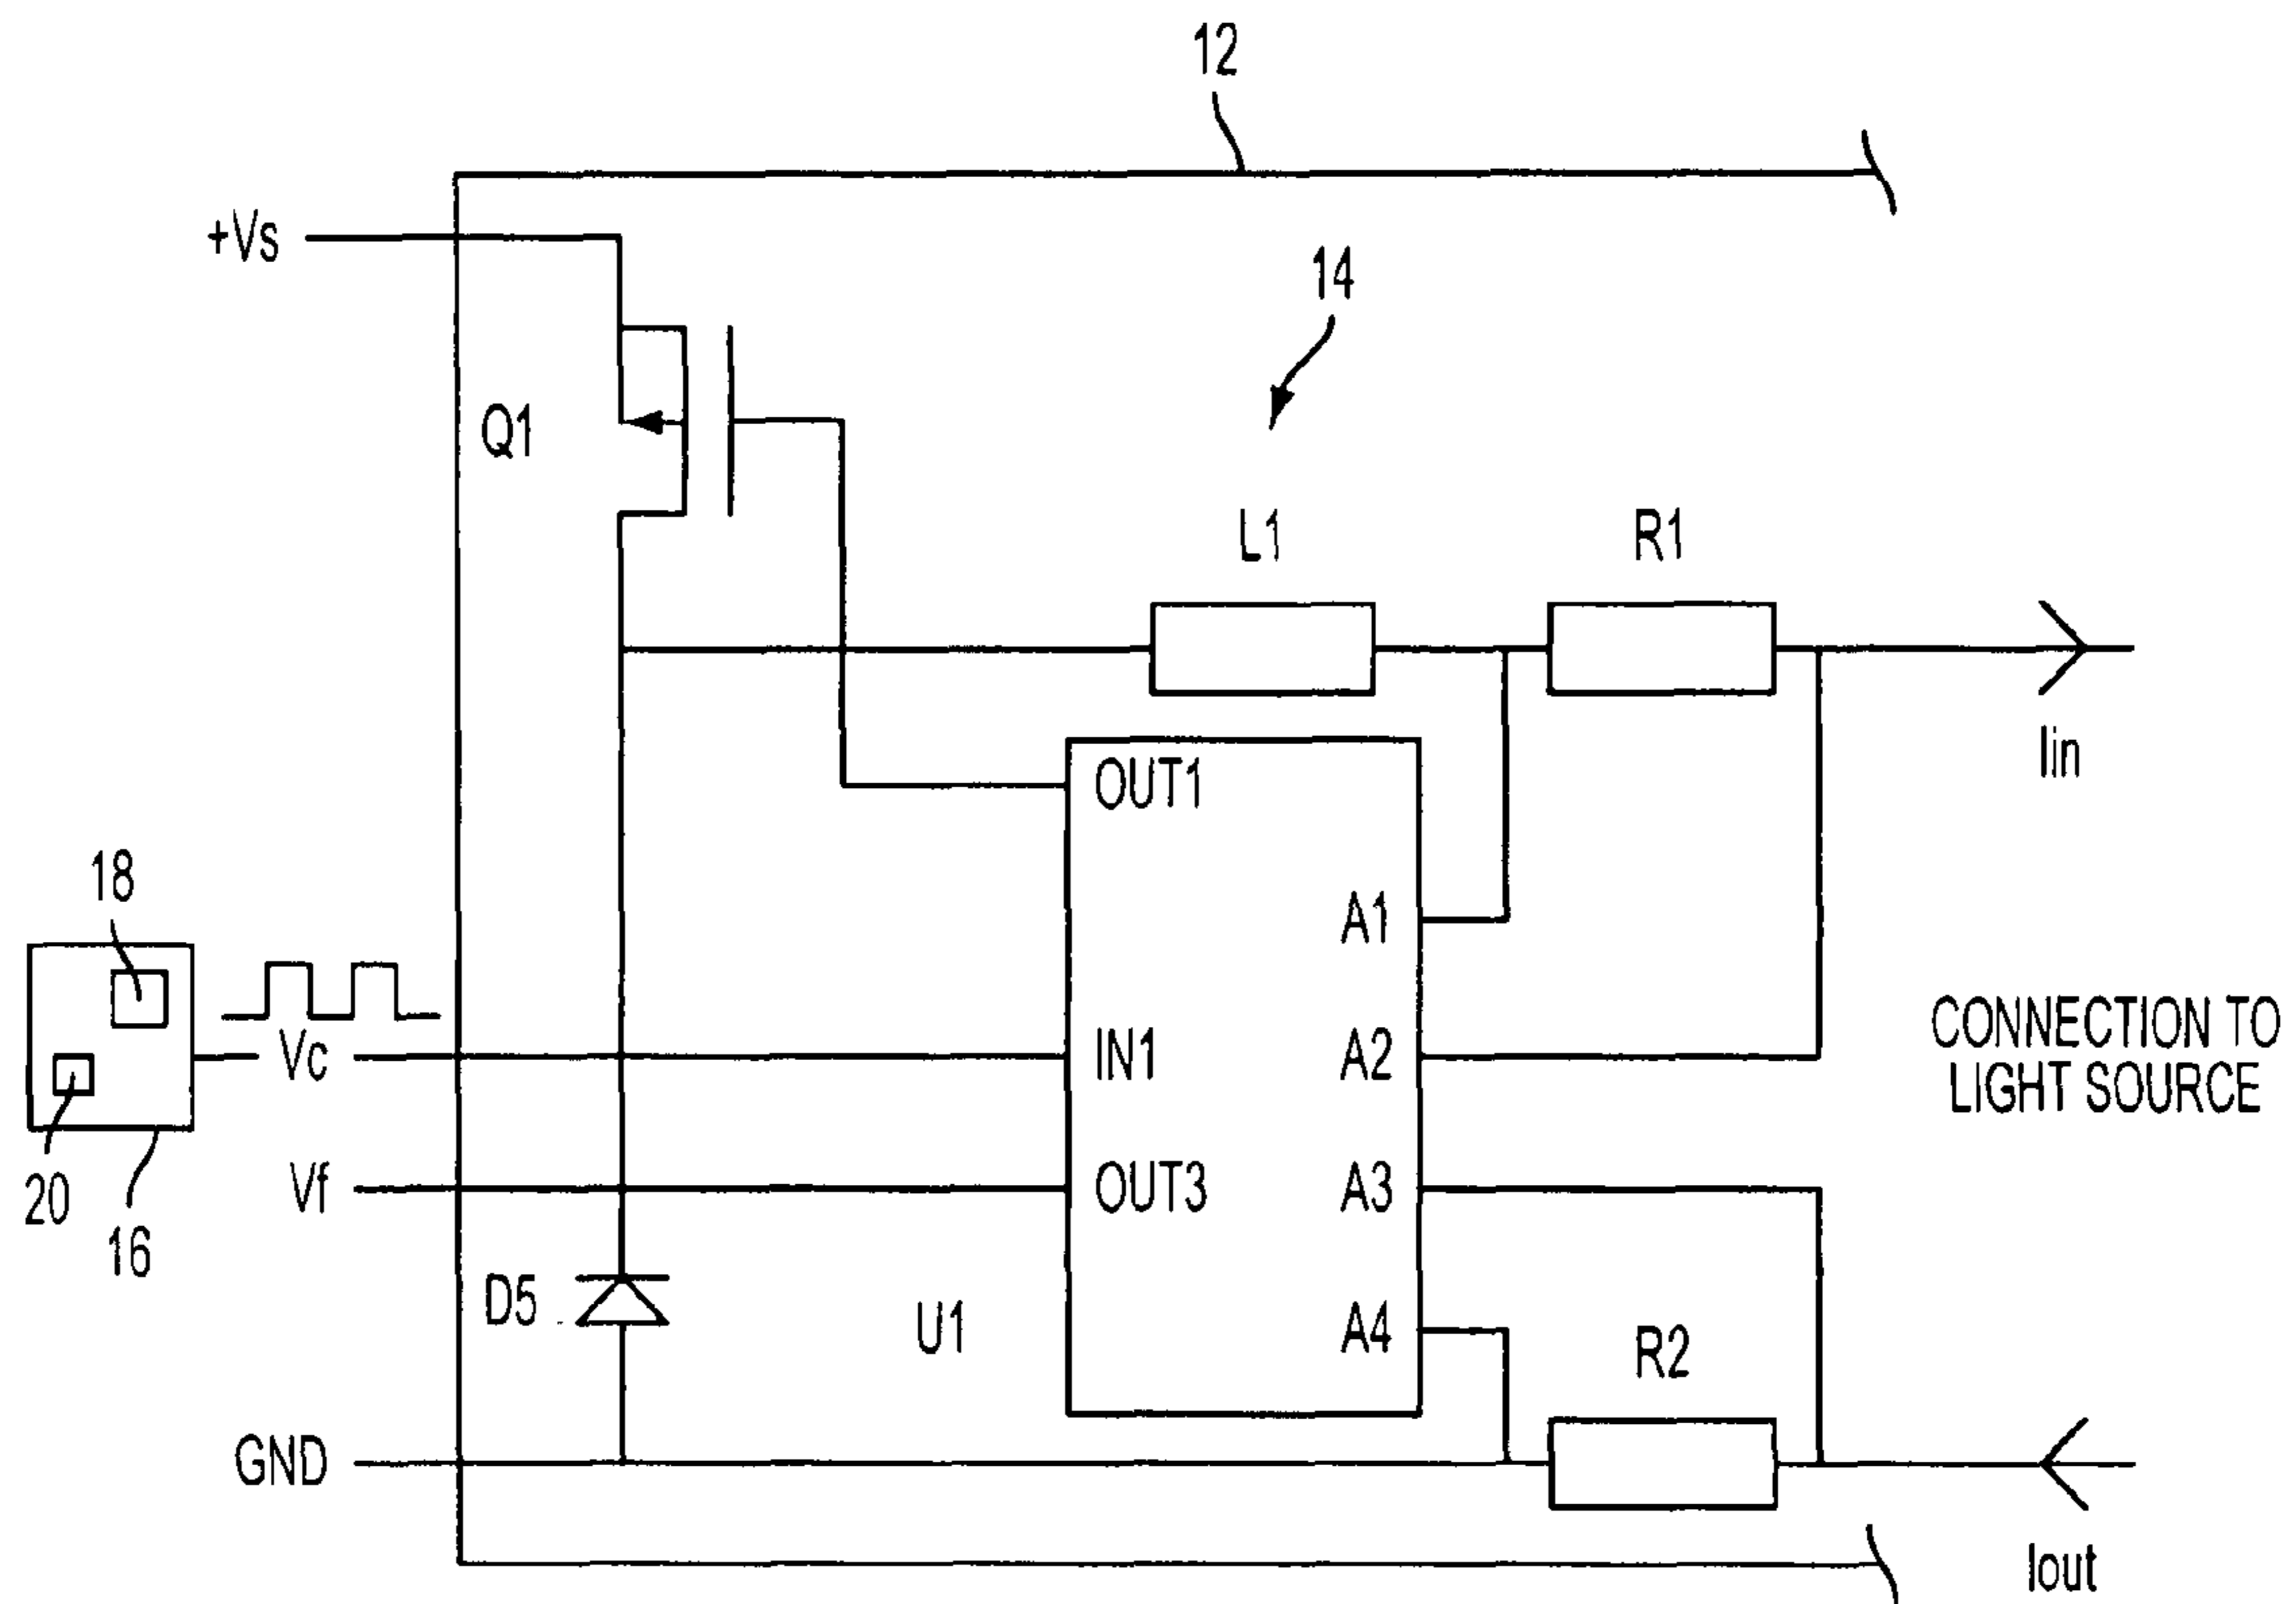 12
+Vs
14
Q1
L1
R1
Iin
OUT1
18
A1
Vc
IN1
A2
CONNECTION TO
LIGHT SOURCE
Vf
OUT3
A3
20
16
D5
U1
A4
R2
GND
Iout